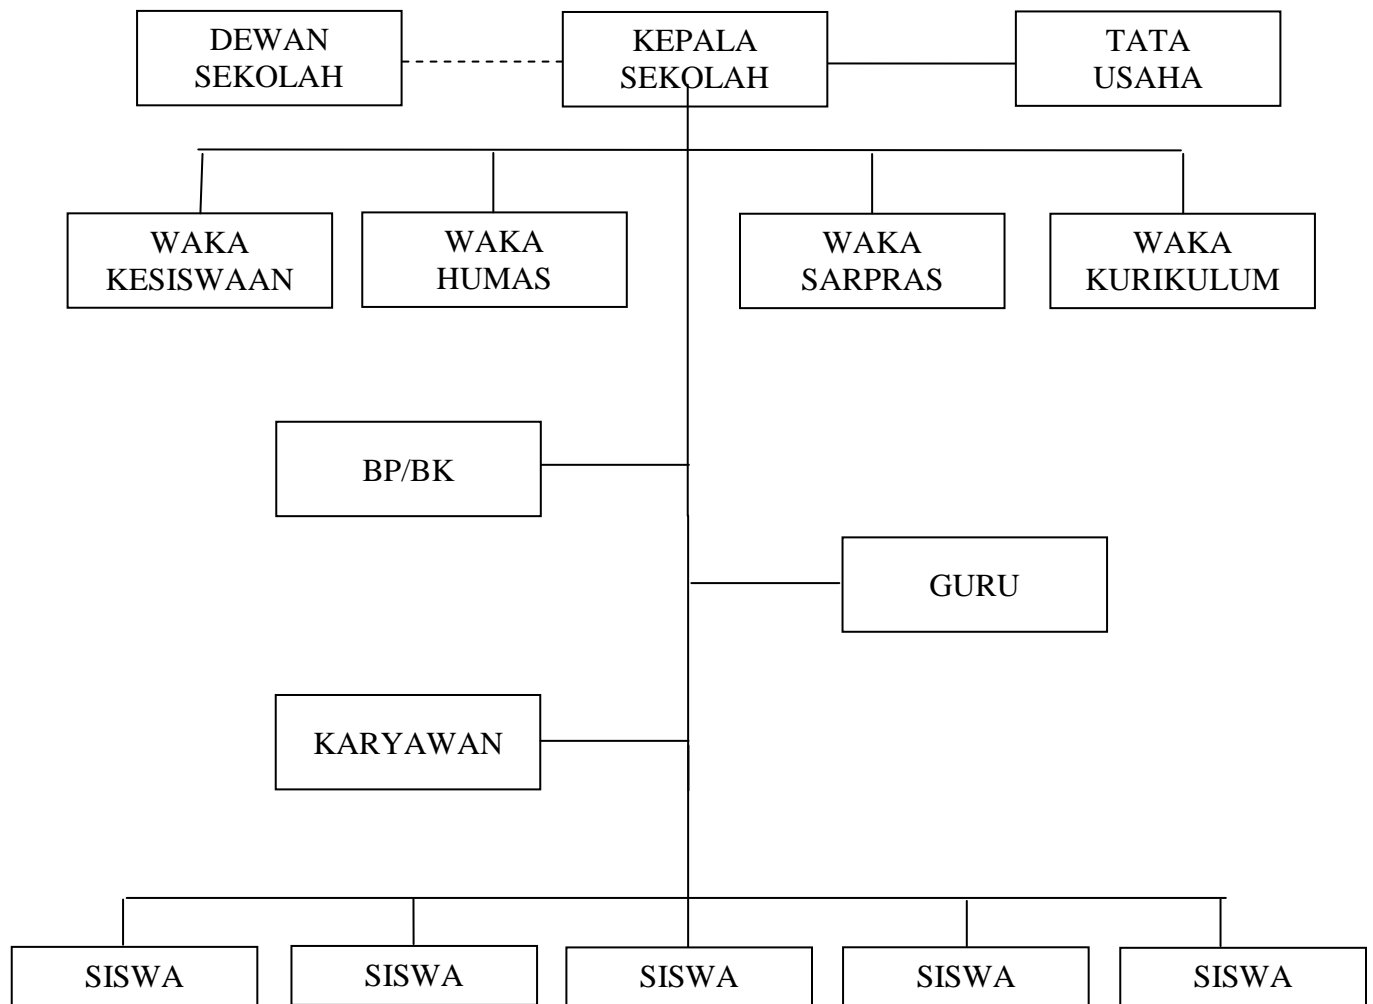 DEWAN
SEKOLAH
KEPALA
SEKOLAH
TATA
USAHA
WAKA
KESISWAAN
WAKA
HUMAS
WAKA
SARPRAS
WAKA
KURIKULUM
BP/BK
GURU
KARYAWAN
SISWA
SISWA
SISWA
SISWA
SISWA